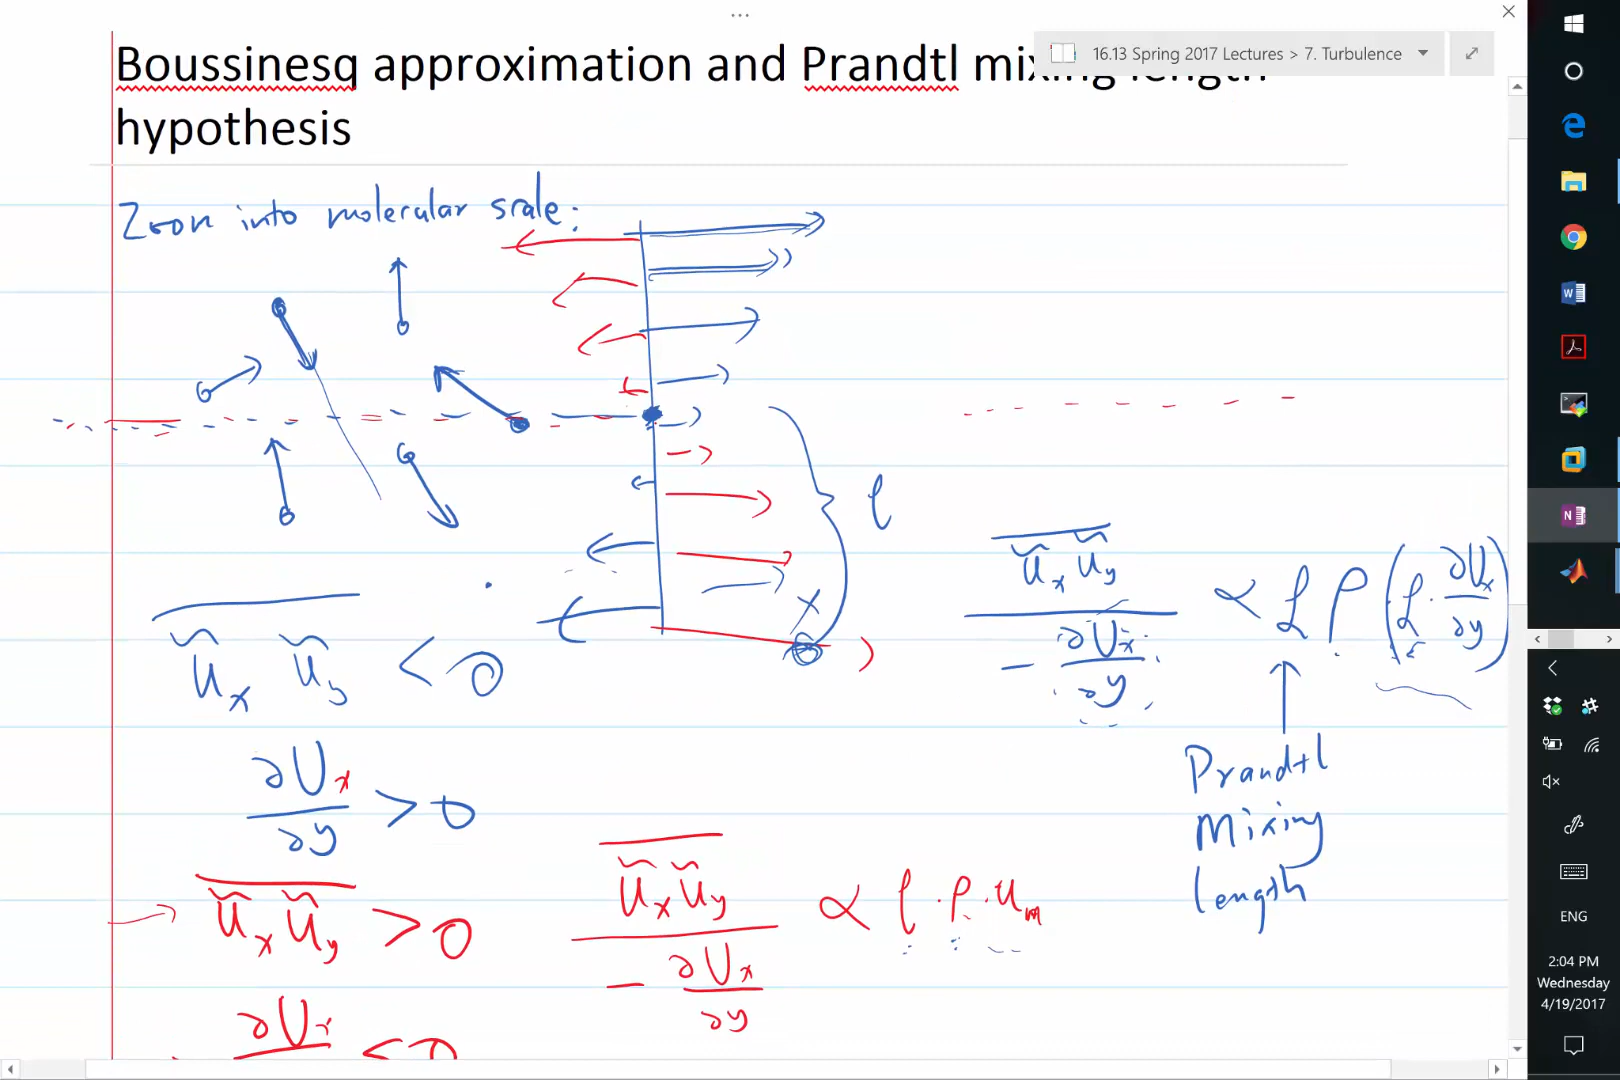 Boussinesq approximation and Prandtl mixing length
hypothesis
16.13 Spring 2017 Lectures > 7. Turbulence
Zoom into molecular scale:
ℓ
ũx ũy < 0
∂Ux / ∂y > 0
ũx ũy > 0
∂Ux
< 0
ũx ũy / − ∂Ux / ∂y ∝ ℓ · ρ · um
ũx ũy / − ∂Ux / ∂y ∝ ℓ ρ (ℓ · ∂Ux / ∂y)
Prandtl
Mixing
length
ENG
2:04 PM
Wednesday
4/19/2017